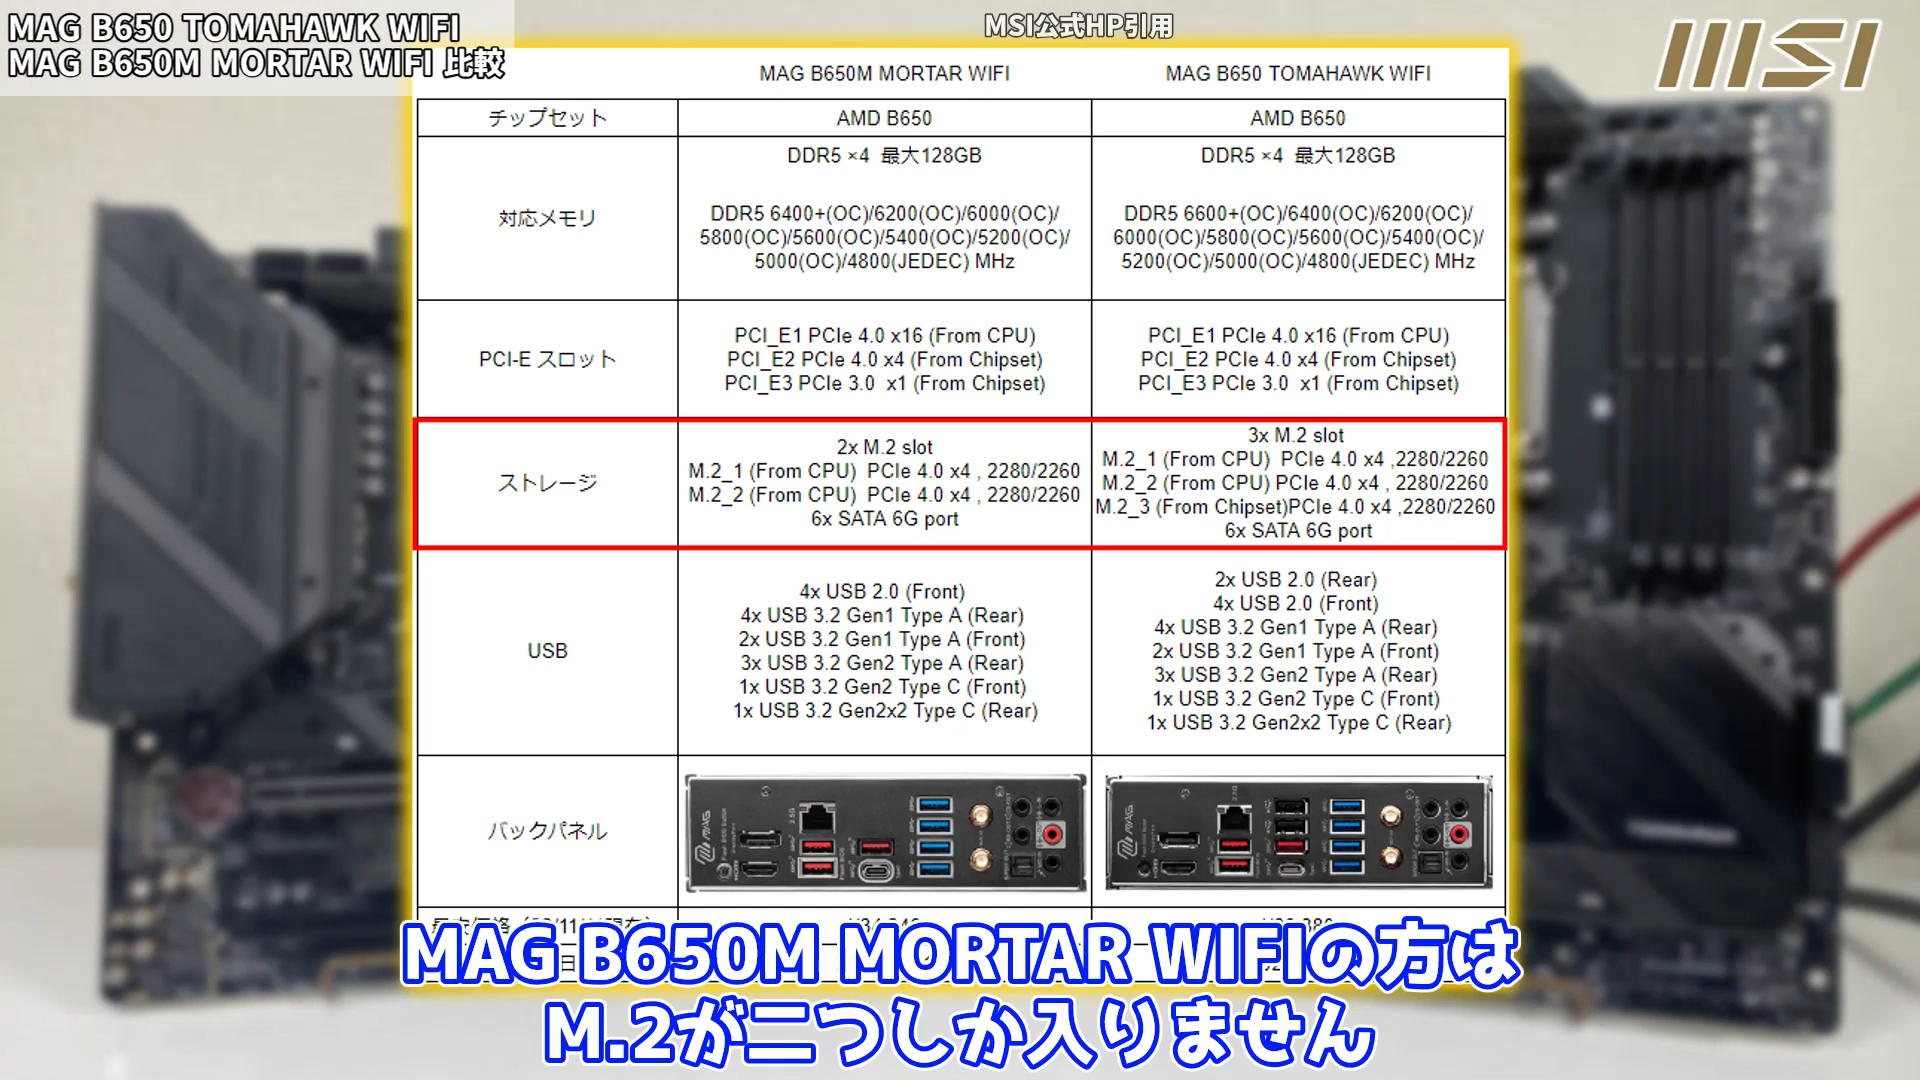 MAG B650 TOMAHAWK WIFI
MAG B650M MORTAR WIFI 比較
MSI公式HP引用
msi
MAG B650M MORTAR WIFI
MAG B650 TOMAHAWK WIFI
チップセット
AMD B650
AMD B650
対応メモリ
DDR5 ×4 最大128GB
DDR5 6400+(OC)/6200(OC)/6000(OC)/
5800(OC)/5600(OC)/5400(OC)/5200(OC)/
5000(OC)/4800(JEDEC) MHz
DDR5 ×4 最大128GB
DDR5 6600+(OC)/6400(OC)/6200(OC)/
6000(OC)/5800(OC)/5600(OC)/5400(OC)/
5200(OC)/5000(OC)/4800(JEDEC) MHz
PCI-E スロット
PCI_E1 PCIe 4.0 x16 (From CPU)
PCI_E2 PCIe 4.0 x4 (From Chipset)
PCI_E3 PCIe 3.0 x1 (From Chipset)
PCI_E1 PCIe 4.0 x16 (From CPU)
PCI_E2 PCIe 4.0 x4 (From Chipset)
PCI_E3 PCIe 3.0 x1 (From Chipset)
ストレージ
2x M.2 slot
M.2_1 (From CPU) PCIe 4.0 x4 , 2280/2260
M.2_2 (From CPU) PCIe 4.0 x4 , 2280/2260
6x SATA 6G port
3x M.2 slot
M.2_1 (From CPU) PCIe 4.0 x4 ,2280/2260
M.2_2 (From CPU) PCIe 4.0 x4 , 2280/2260
M.2_3 (From Chipset)PCIe 4.0 x4 ,2280/2260
6x SATA 6G port
USB
4x USB 2.0 (Front)
4x USB 3.2 Gen1 Type A (Rear)
2x USB 3.2 Gen1 Type A (Front)
3x USB 3.2 Gen2 Type A (Rear)
1x USB 3.2 Gen2 Type C (Front)
1x USB 3.2 Gen2x2 Type C (Rear)
2x USB 2.0 (Rear)
4x USB 2.0 (Front)
4x USB 3.2 Gen1 Type A (Rear)
2x USB 3.2 Gen1 Type A (Front)
3x USB 3.2 Gen2 Type A (Rear)
1x USB 3.2 Gen2 Type C (Front)
1x USB 3.2 Gen2x2 Type C (Rear)
バックパネル
MAG
MAG
MAG B650M MORTAR WIFIの方は
M.2が二つしか入りません